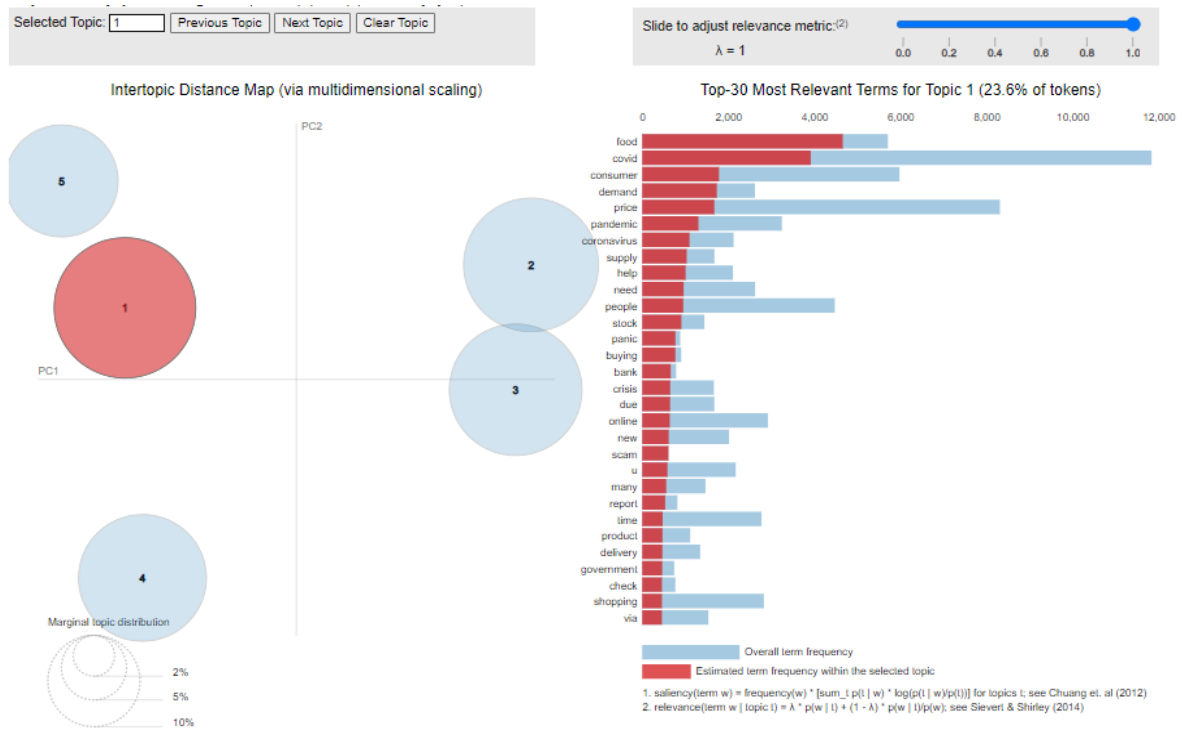 Selected Topic: 1 Previous Topic Next Topic Clear Topic
Slide to adjust relevance metric:(2)
λ = 1
0.0 0.2 0.4 0.6 0.8 1.0
Intertopic Distance Map (via multidimensional scaling)
PC2
PC1
5
1
2
3
4
Marginal topic distribution
2%
5%
10%
Top-30 Most Relevant Terms for Topic 1 (23.6% of tokens)
0 2,000 4,000 6,000 8,000 10,000 12,000
food
covid
consumer
demand
price
pandemic
coronavirus
supply
help
need
people
stock
panic
buying
bank
crisis
due
online
new
scam
u
many
report
time
product
delivery
government
check
shopping
via
Overall term frequency
Estimated term frequency within the selected topic
1. saliency(term w) = frequency(w) * [sum_t p(t | w) * log(p(t | w)/p(t))] for topics t; see Chuang et. al (2012)
2. relevance(term w | topic t) = λ * p(w | t) + (1 - λ) * p(w | t)/p(w); see Sievert & Shirley (2014)